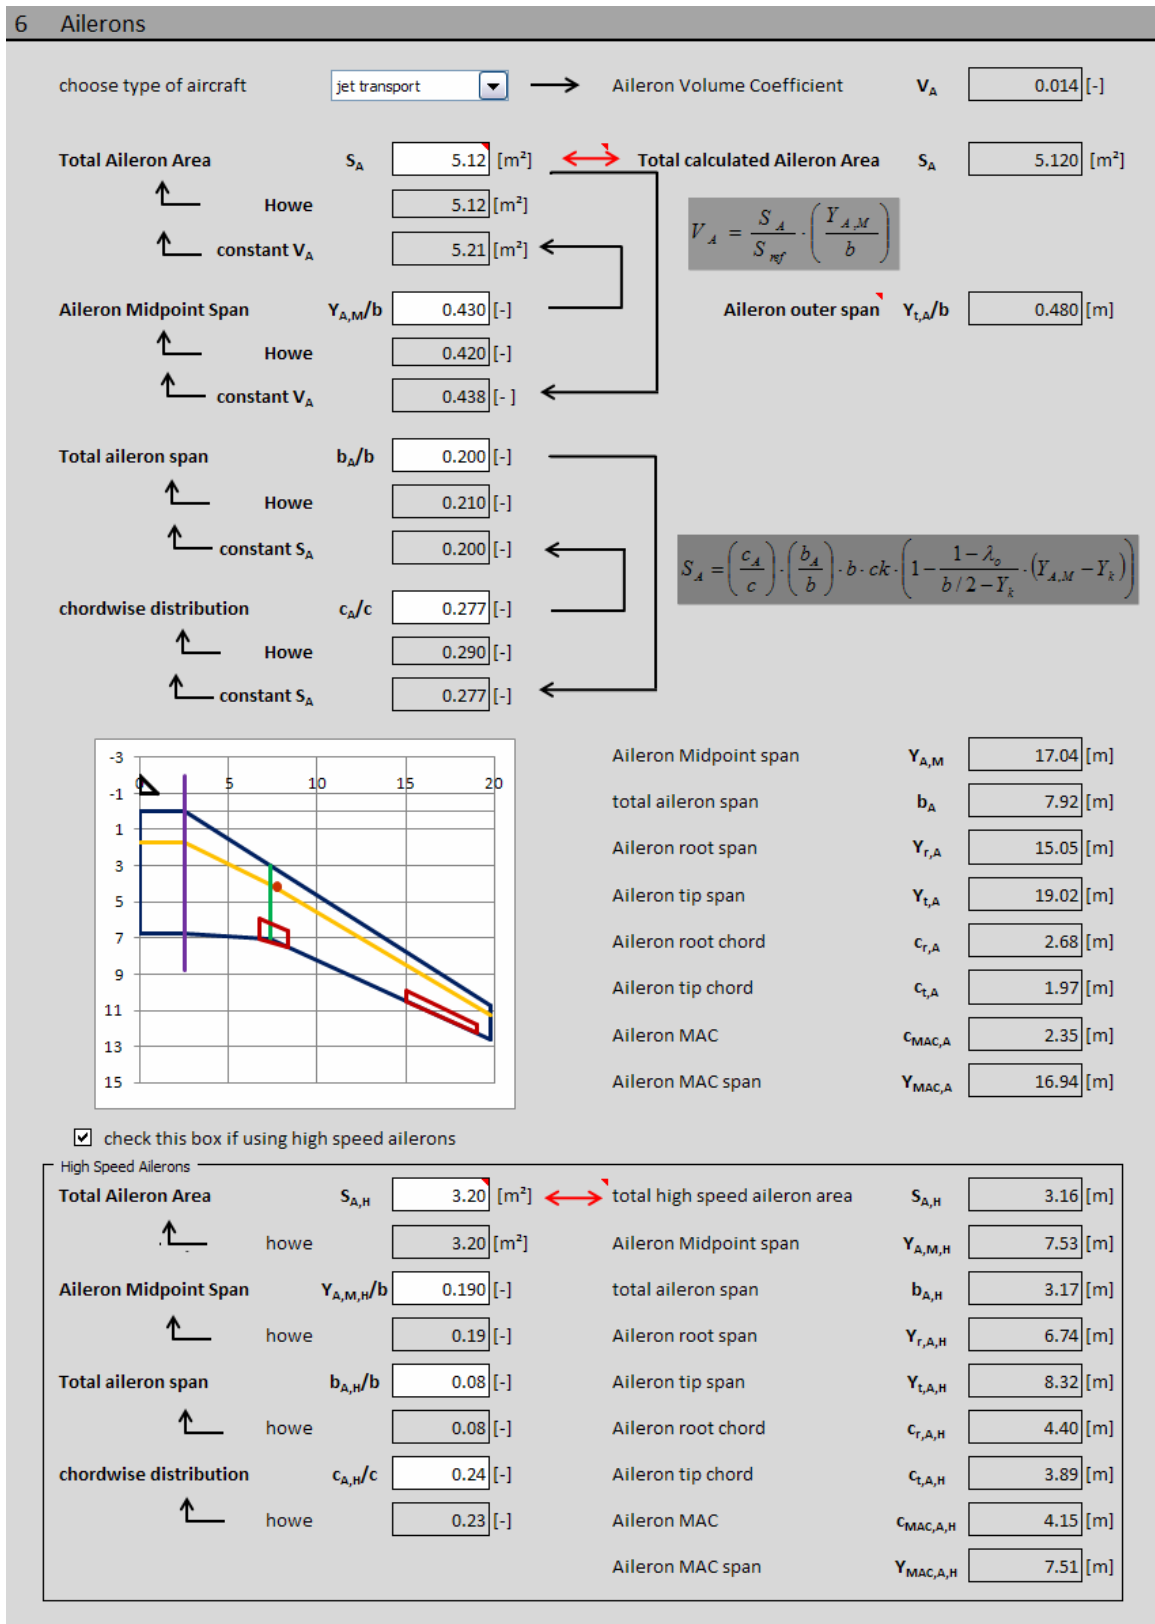 6 Ailerons
choose type of aircraft jet transport Aileron Volume Coefficient V_A 0.014 [-]
Total Aileron Area S_A 5.12 [m²] Total calculated Aileron Area S_A 5.120 [m²]
Howe 5.12 [m²]
V_A = S_A / S_ref · ( Y_A,M / b )
constant V_A 5.21 [m²]
Aileron Midpoint Span Y_A,M/b 0.430 [-] Aileron outer span Y_t,A/b 0.480 [m]
Howe 0.420 [-]
constant V_A 0.438 [- ]
Total aileron span b_A/b 0.200 [-]
Howe 0.210 [-]
constant S_A 0.200 [-]
S_A = ( c_A / c ) · ( b_A / b ) · b · ck · ( 1 − (1 − λ_o) / (b / 2 − Y_k) · (Y_A,M − Y_k) )
chordwise distribution c_A/c 0.277 [-]
Howe 0.290 [-]
constant S_A 0.277 [-]
-3
0 5 10 15 20
-1
1
3
5
7
9
11
13
15
Aileron Midpoint span Y_A,M 17.04 [m]
total aileron span b_A 7.92 [m]
Aileron root span Y_r,A 15.05 [m]
Aileron tip span Y_t,A 19.02 [m]
Aileron root chord c_r,A 2.68 [m]
Aileron tip chord c_t,A 1.97 [m]
Aileron MAC c_MAC,A 2.35 [m]
Aileron MAC span Y_MAC,A 16.94 [m]
check this box if using high speed ailerons
High Speed Ailerons
Total Aileron Area S_A,H 3.20 [m²] total high speed aileron area S_A,H 3.16 [m]
howe 3.20 [m²] Aileron Midpoint span Y_A,M,H 7.53 [m]
Aileron Midpoint Span Y_A,M,H/b 0.190 [-] total aileron span b_A,H 3.17 [m]
howe 0.19 [-] Aileron root span Y_r,A,H 6.74 [m]
Total aileron span b_A,H/b 0.08 [-] Aileron tip span Y_t,A,H 8.32 [m]
howe 0.08 [-] Aileron root chord c_r,A,H 4.40 [m]
chordwise distribution c_A,H/c 0.24 [-] Aileron tip chord c_t,A,H 3.89 [m]
howe 0.23 [-] Aileron MAC c_MAC,A,H 4.15 [m]
Aileron MAC span Y_MAC,A,H 7.51 [m]